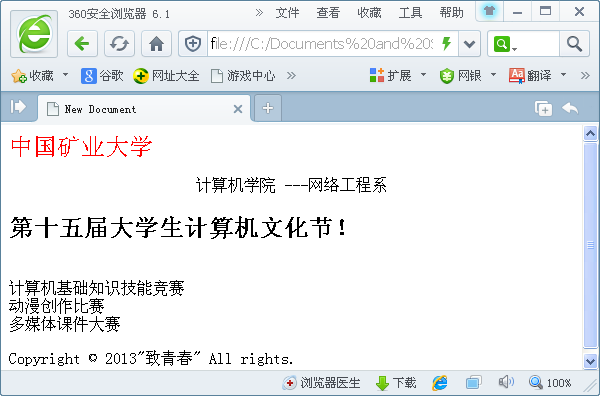 360安全浏览器 6.1 » 文件 查看 收藏 工具 帮助
file:///C:/Documents%20and%20S
收藏 谷歌 网址大全 游戏中心 » 扩展 网银 翻译 »
New Document
中国矿业大学
计算机学院 ---网络工程系
第十五届大学生计算机文化节!
计算机基础知识技能竞赛
动漫创作比赛
多媒体课件大赛
Copyright © 2013"致青春" All rights.
浏览器医生 下载 100%